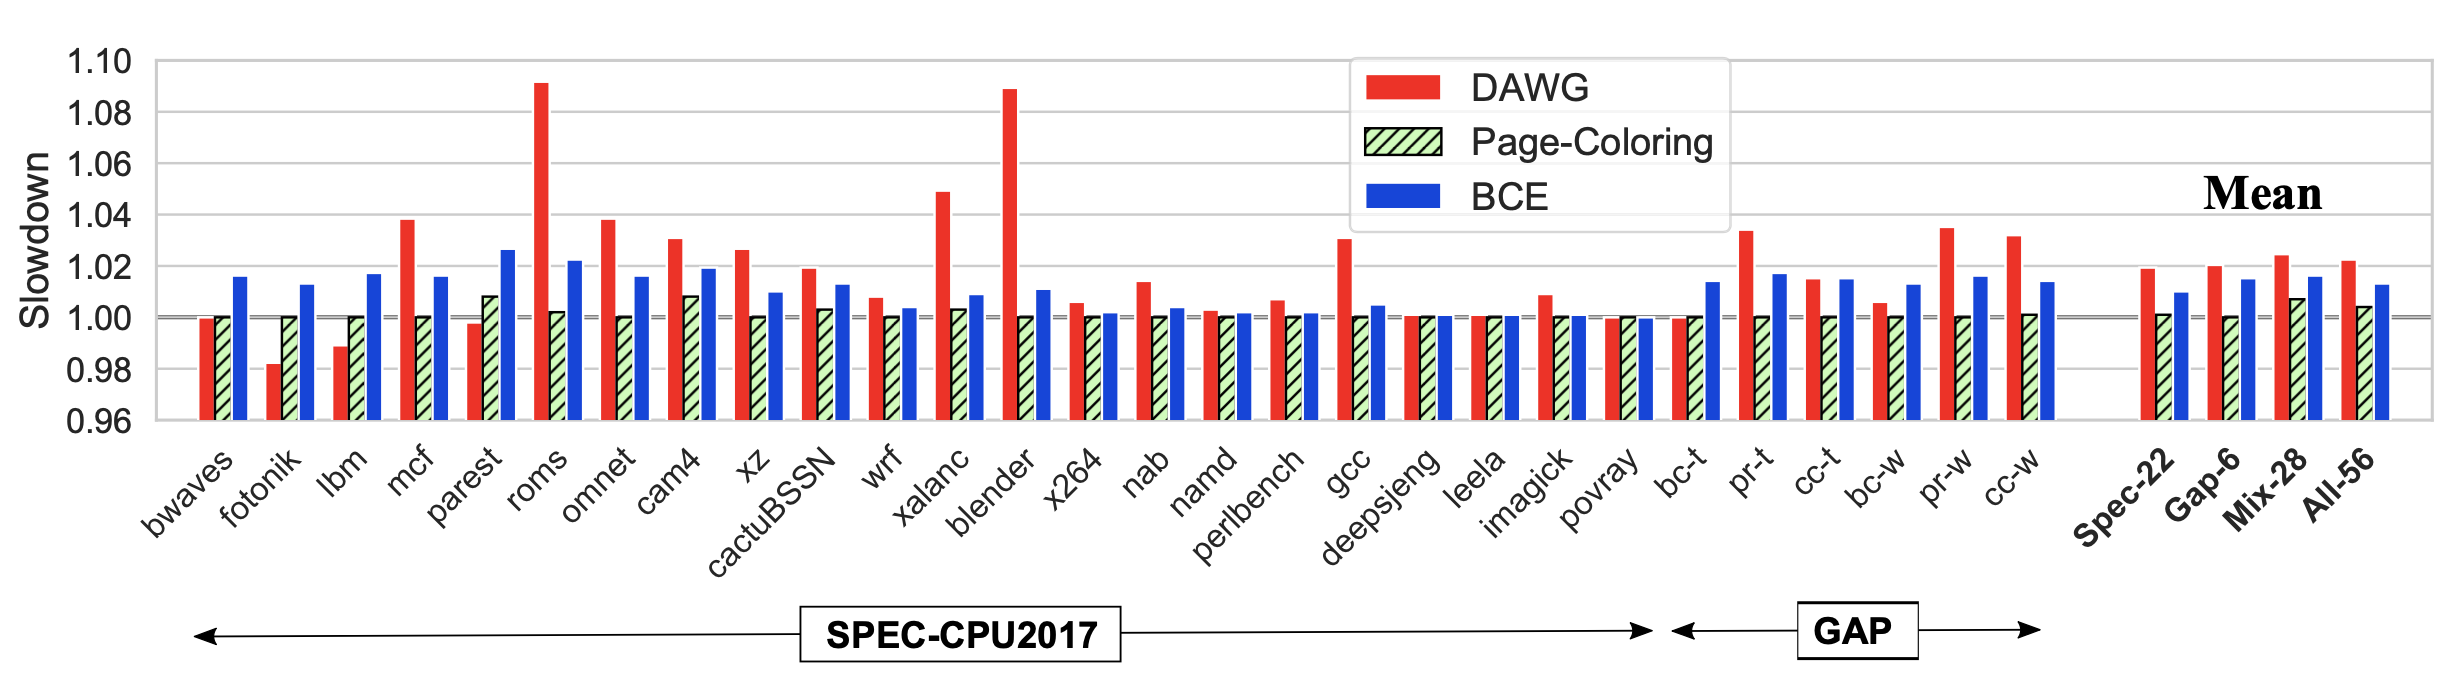 Slowdown
1.10
1.08
1.06
1.04
1.02
1.00
0.98
0.96
DAWG
Page-Coloring
BCE
Mean
bwaves
fotonik
lbm
mcf
parest
roms
omnet
cam4
xz
cactuBSSN
wrf
xalanc
blender
x264
nab
namd
perlbench
gcc
deepsjeng
leela
imagick
povray
bc-t
pr-t
cc-t
bc-w
pr-w
cc-w
Spec-22
Gap-6
Mix-28
All-56
SPEC-CPU2017
GAP